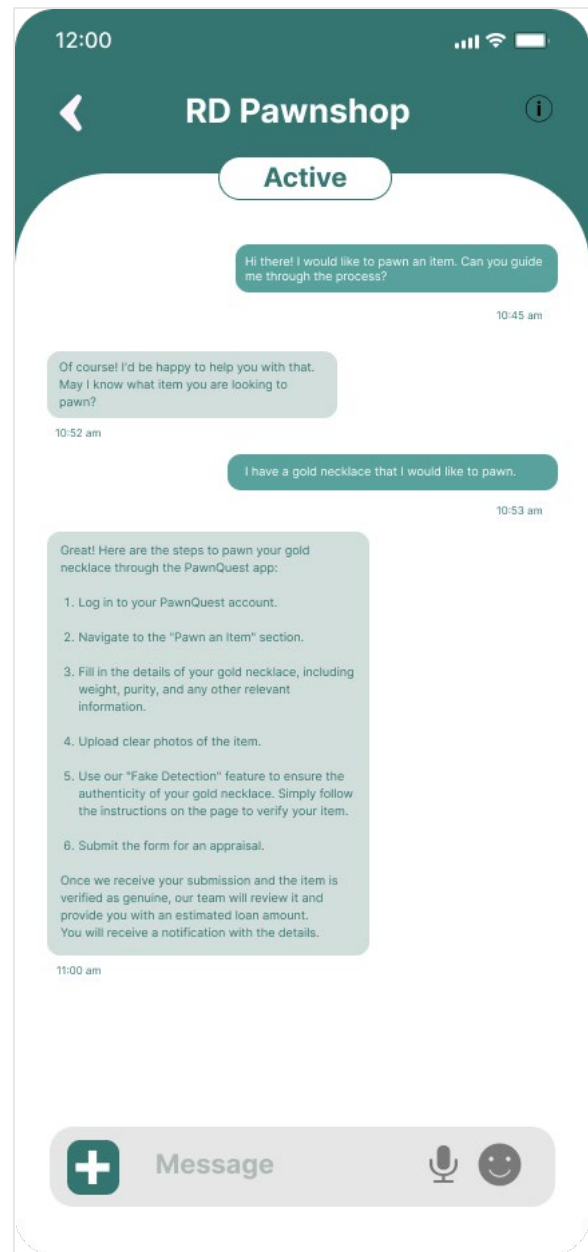 12:00
RD Pawnshop
Active
Hi there! I would like to pawn an item. Can you guide
me through the process?
10:45 am
Of course! I'd be happy to help you with that.
May I know what item you are looking to
pawn?
10:52 am
I have a gold necklace that I would like to pawn.
10:53 am
Great! Here are the steps to pawn your gold
necklace through the PawnQuest app:
1. Log in to your PawnQuest account.
2. Navigate to the "Pawn an Item" section.
3. Fill in the details of your gold necklace, including
weight, purity, and any other relevant
information.
4. Upload clear photos of the item.
5. Use our "Fake Detection" feature to ensure the
authenticity of your gold necklace. Simply follow
the instructions on the page to verify your item.
6. Submit the form for an appraisal.
Once we receive your submission and the item is
verified as genuine, our team will review it and
provide you with an estimated loan amount.
You will receive a notification with the details.
11:00 am
Message